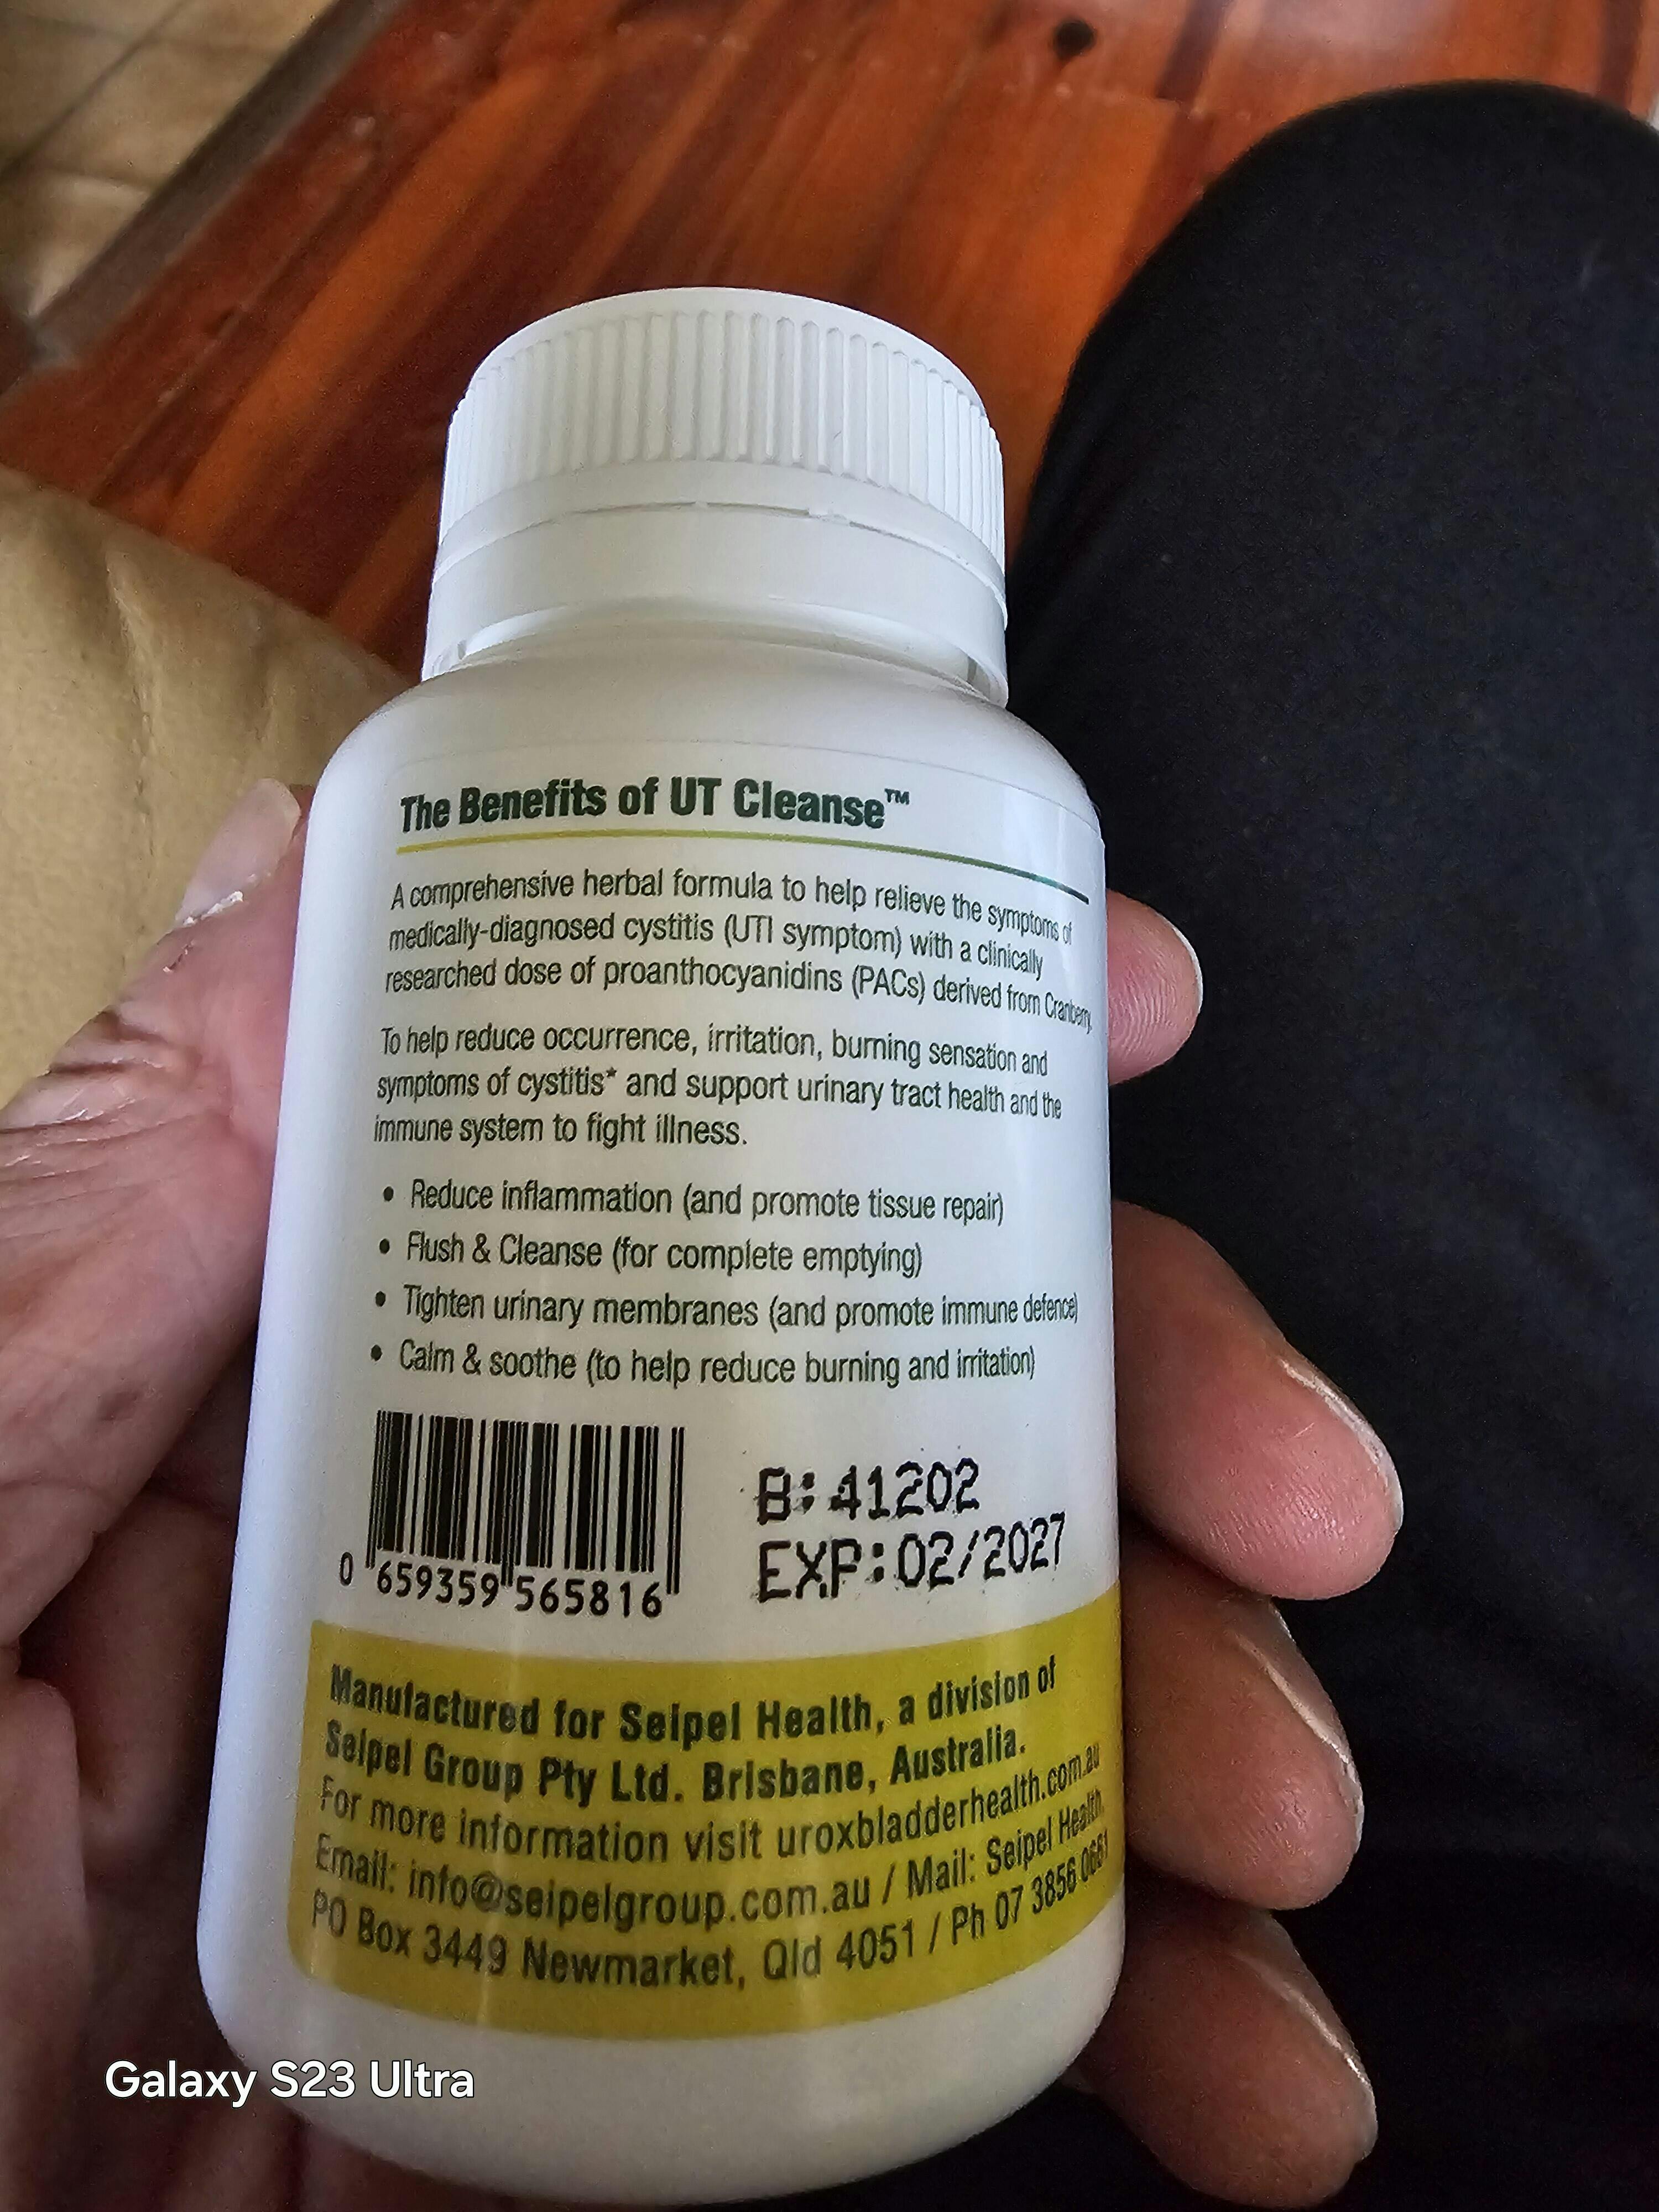 The Benefits of UT Cleanse™
A comprehensive herbal formula to help relieve the symptoms of
medically-diagnosed cystitis (UTI symptom) with a clinically
researched dose of proanthocyanidins (PACs) derived from Cranberry.
To help reduce occurrence, irritation, burning sensation and
symptoms of cystitis* and support urinary tract health and the
immune system to fight illness.
• Reduce inflammation (and promote tissue repair)
• Flush & Cleanse (for complete emptying)
• Tighten urinary membranes (and promote immune defence)
• Calm & soothe (to help reduce burning and irritation)
B: 41202
EXP: 02/2027
0 659359 565816
Manufactured for Seipel Health, a division of
Seipel Group Pty Ltd. Brisbane, Australia.
For more information visit uroxbladderhealth.com.au
Email: info@seipelgroup.com.au / Mail: Seipel Health,
PO Box 3449 Newmarket, Qld 4051 / Ph 07 3856 0681
Galaxy S23 Ultra